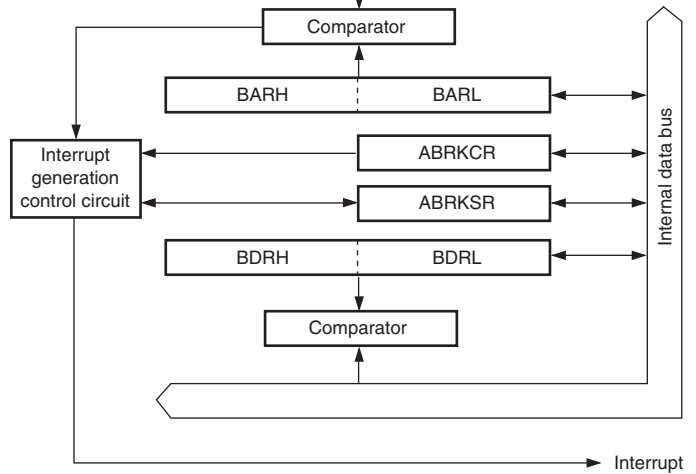 Comparator
BARH BARL
Interrupt
generation
control circuit
ABRKCR
ABRKSR
Internal data bus
BDRH BDRL
Comparator
Interrupt